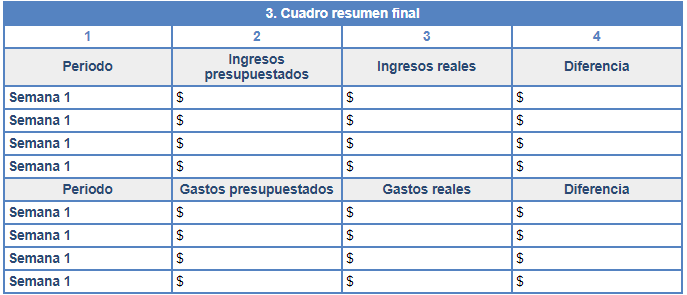 3. Cuadro resumen final
1 2 3 4
Periodo Ingresos presupuestados Ingresos reales Diferencia
Semana 1 $ $ $
Semana 1 $ $ $
Semana 1 $ $ $
Semana 1 $ $ $
Periodo Gastos presupuestados Gastos reales Diferencia
Semana 1 $ $ $
Semana 1 $ $ $
Semana 1 $ $ $
Semana 1 $ $ $